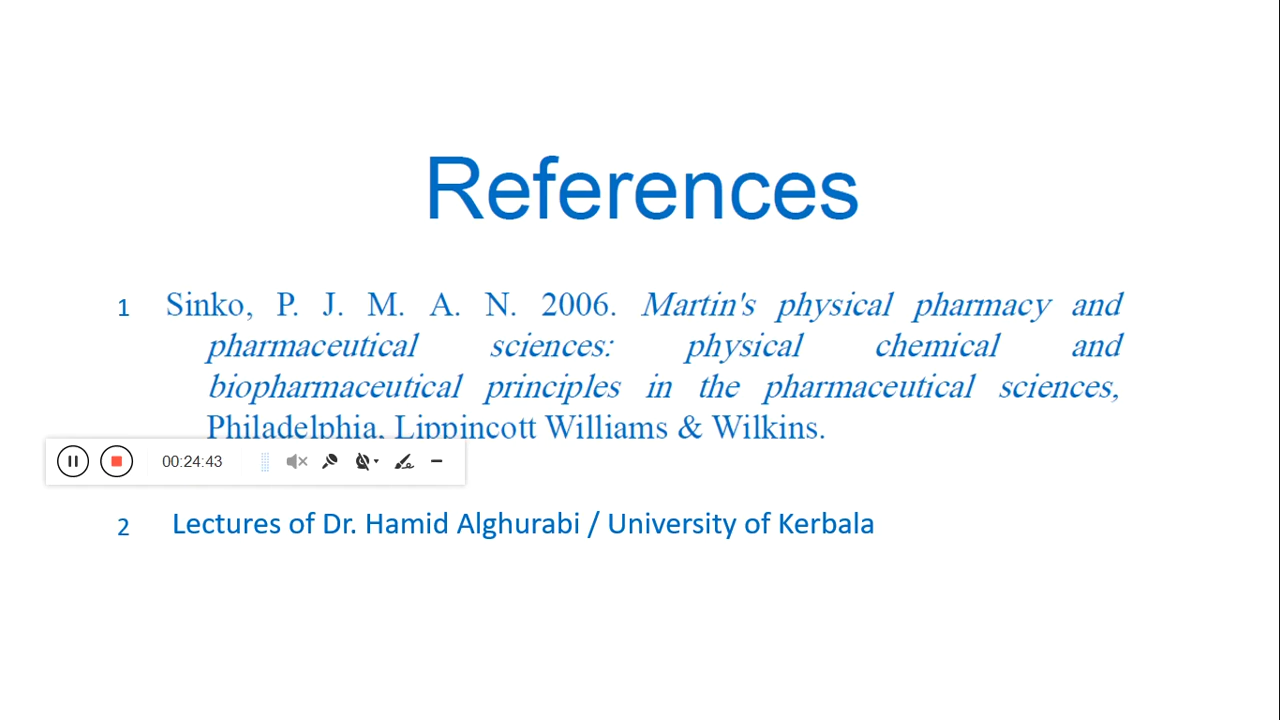 References
1 Sinko, P. J. M. A. N. 2006. Martin's physical pharmacy and
pharmaceutical sciences: physical chemical and
biopharmaceutical principles in the pharmaceutical sciences,
Philadelphia, Lippincott Williams & Wilkins.
00:24:43
2 Lectures of Dr. Hamid Alghurabi / University of Kerbala